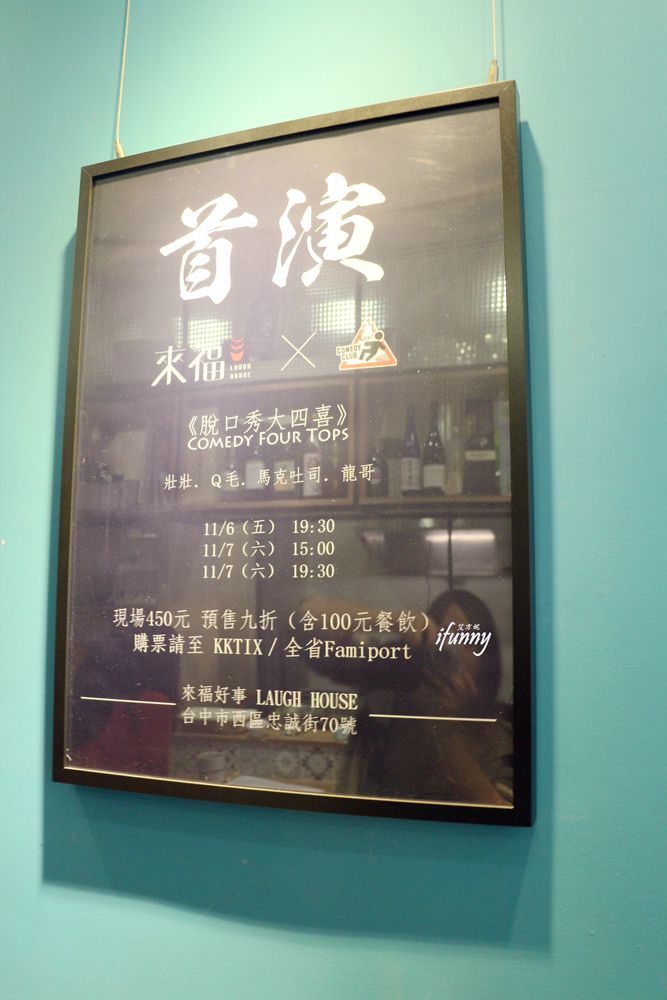 首演
來福 LAUGH HOUSE × COMEDY CLUB
《脫口秀大四喜》
COMEDY FOUR TOPS
壯壯. Q毛. 馬克吐司. 龍哥
11/6 (五) 19:30
11/7 (六) 15:00
11/7 (六) 19:30
現場450元 預售九折 (含100元餐飲)
購票請至 KKTIX / 全省Famiport
艾方妮
ifunny
來福好事 LAUGH HOUSE
台中市西區忠誠街70號